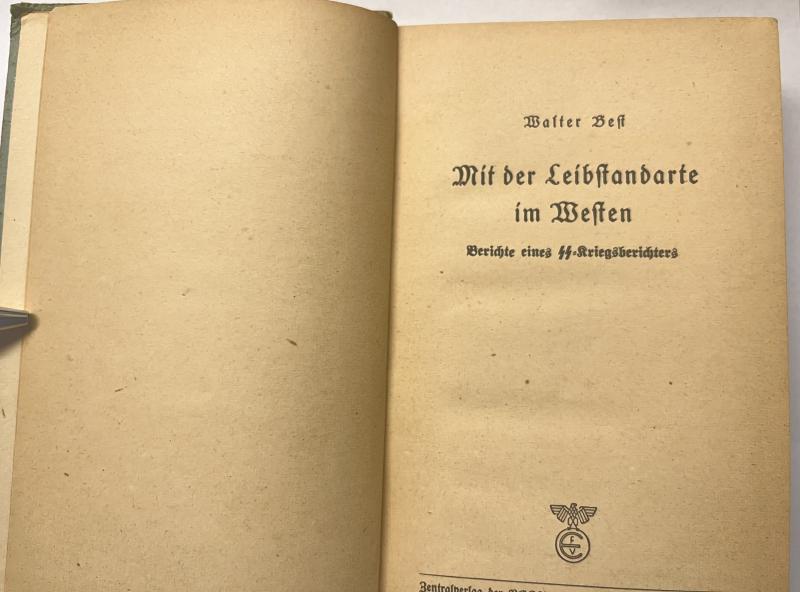 Walter Best
Mit der Leibstandarte
im Westen
Berichte eines ᛋᛋ-Kriegsberichters
F
E
V
Zentralverlag der